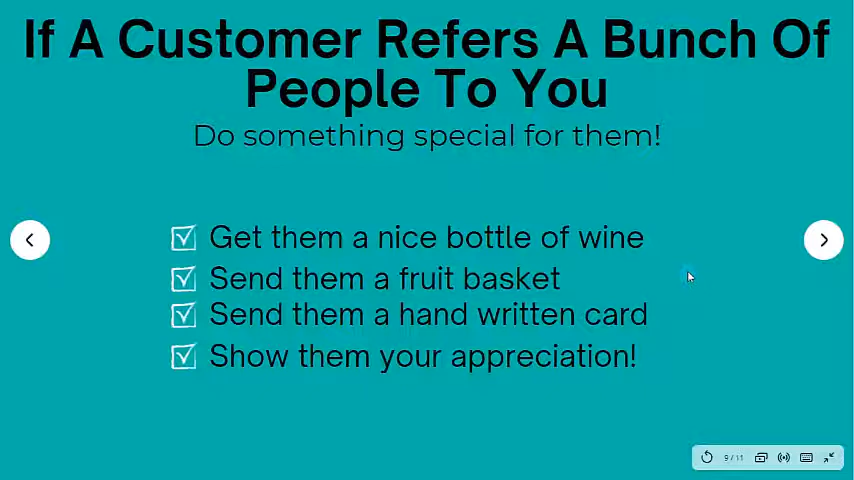 If A Customer Refers A Bunch Of
People To You
Do something special for them!
Get them a nice bottle of wine
Send them a fruit basket
Send them a hand written card
Show them your appreciation!
9 / 11